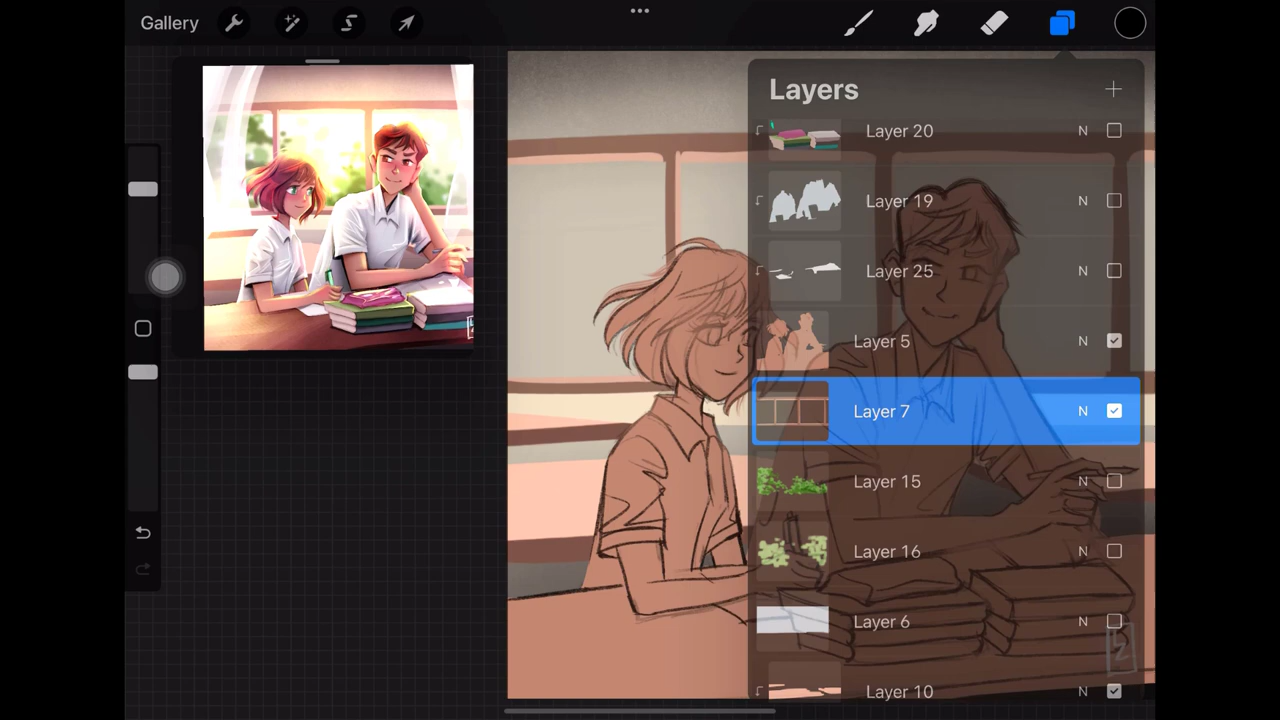 Gallery
Layers
Layer 20 N
Layer 19 N
Layer 25 N
Layer 5 N
Layer 7 N
Layer 15 N
Layer 16 N
Layer 6 N
Layer 10 N